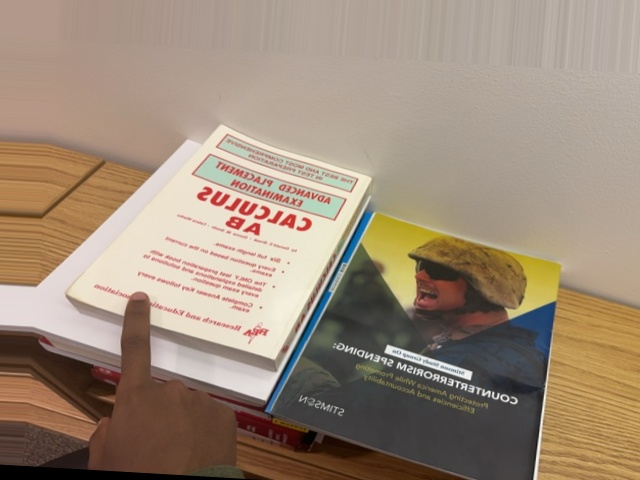 THE BEST AND MOST COMPREHENSIVE
IN TEST PREPARATION
ADVANCED PLACEMENT
EXAMINATION
CALCULUS
AB
• Six full length exams.
Every question based on the current
exams.
• The ONLY test preparation book with
detailed explanations and solutions to
every exam question.
• Complete Answer Key follows every
exam.
Research and Education Association
REA
Stimson Study Group On
COUNTERTERRORISM SPENDING:
Protecting America While Promoting
Efficiencies and Accountability
STIMSON